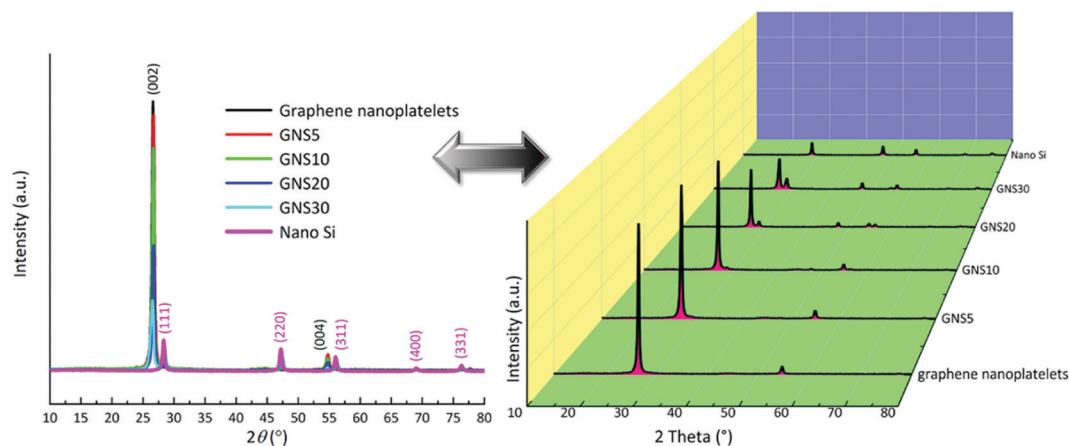 Intensity (a.u.)
(002)
(111)
(220)
(004)
(311)
(400)
(331)
Graphene nanoplatelets
GNS5
GNS10
GNS20
GNS30
Nano Si
10 15 20 25 30 35 40 45 50 55 60 65 70 75 80
2θ (°)
Intensity (a.u.)
Nano Si
GNS30
GNS20
GNS10
GNS5
graphene nanoplatelets
10 20 30 40 50 60 70 80
2 Theta (°)